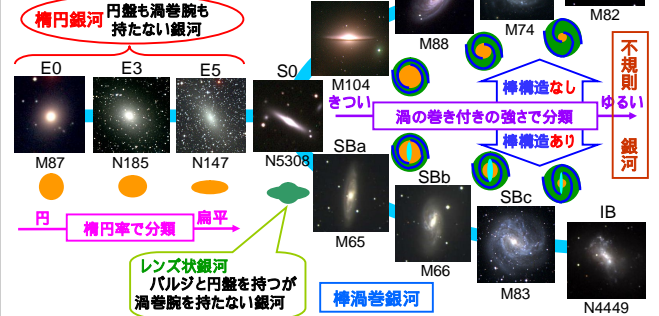 楕円銀河
円盤も渦巻腕も
持たない銀河
E0
E3
E5
S0
M87
N185
N147
N5308
M104
M88
M74
M82
不規則
銀河
棒構造なし
きつい
渦の巻き付きの強さで分類
ゆるい
棒構造あり
SBa
SBb
SBc
IB
M65
M66
M83
N4449
円
楕円率で分類
扁平
レンズ状銀河
バルジと円盤を持つが
渦巻腕を持たない銀河
棒渦巻銀河